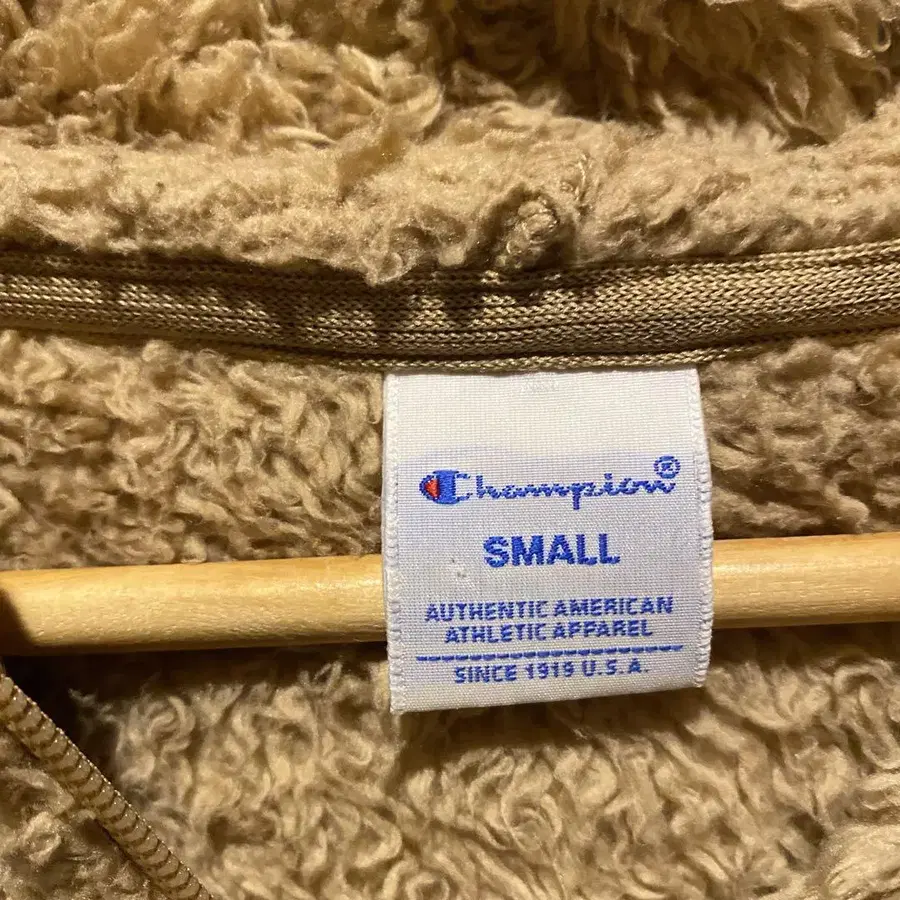 Champion®
SMALL
AUTHENTIC AMERICAN
ATHLETIC APPAREL
SINCE 1919 U.S.A.